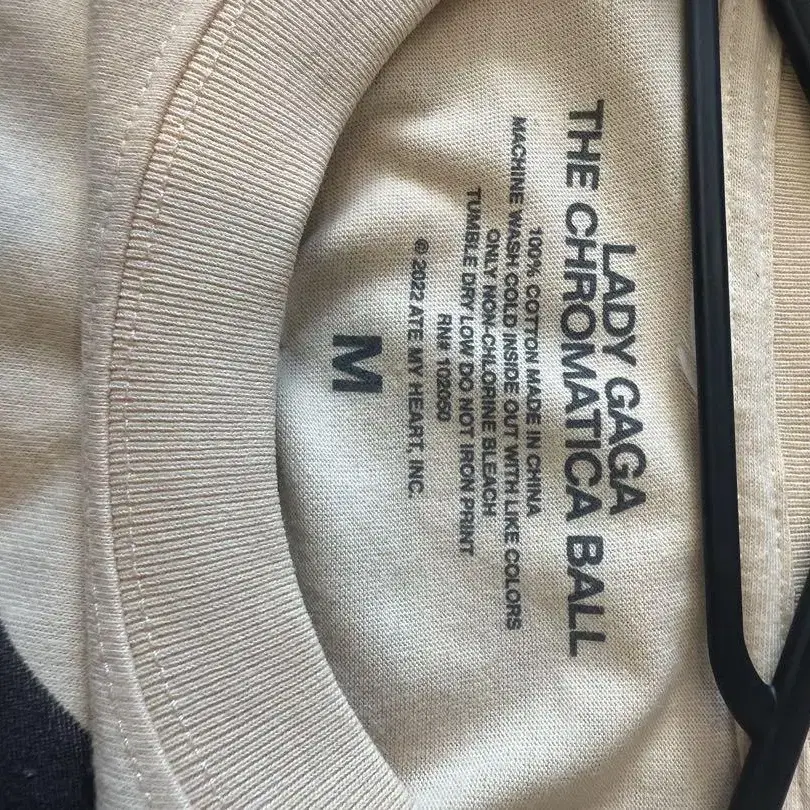 LADY GAGA
THE CHROMATICA BALL
100% COTTON MADE IN CHINA
MACHINE WASH COLD INSIDE OUT WITH LIKE COLORS
ONLY NON-CHLORINE BLEACH
TUMBLE DRY LOW DO NOT IRON PRINT
RN# 102060
© 2022 ATE MY HEART, INC.
M